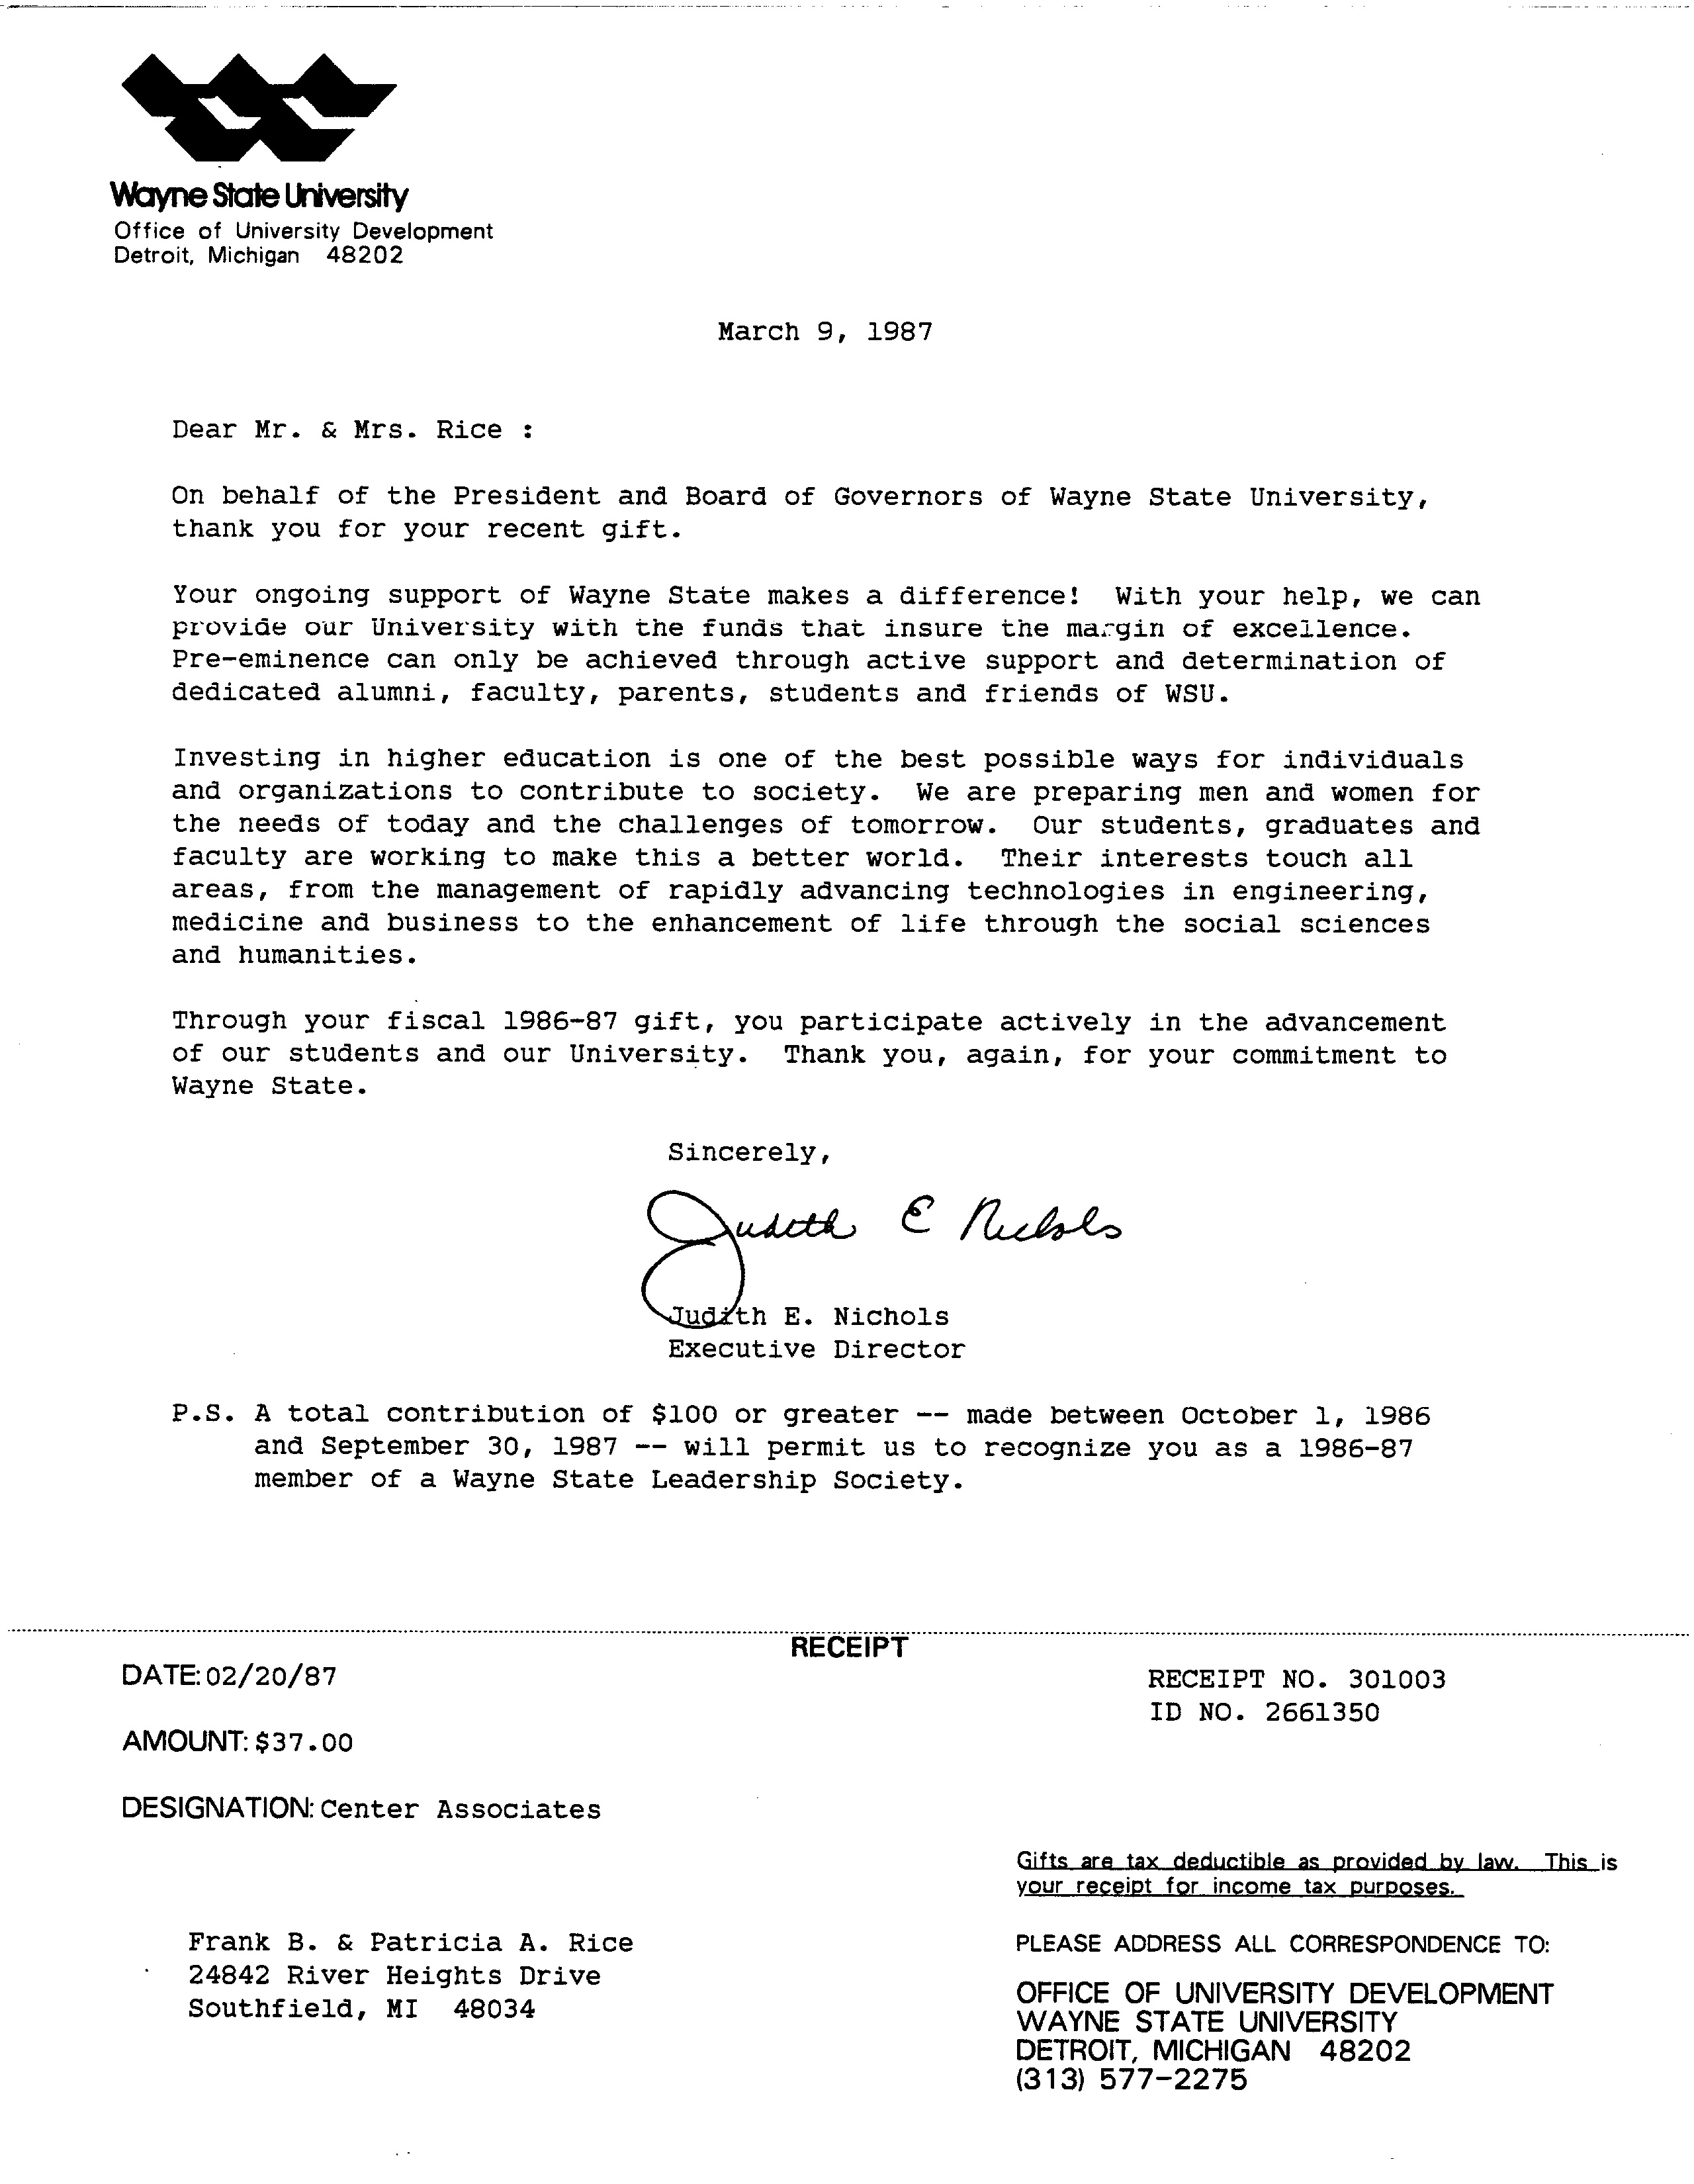 Wayne State University
Office of University Development
Detroit, Michigan 48202
March 9, 1987
Dear Mr. & Mrs. Rice :
On behalf of the President and Board of Governors of Wayne State University,
thank you for your recent gift.
Your ongoing support of Wayne State makes a difference! With your help, we can
provide our University with the funds that insure the margin of excellence.
Pre-eminence can only be achieved through active support and determination of
dedicated alumni, faculty, parents, students and friends of WSU.
Investing in higher education is one of the best possible ways for individuals
and organizations to contribute to society. We are preparing men and women for
the needs of today and the challenges of tomorrow. Our students, graduates and
faculty are working to make this a better world. Their interests touch all
areas, from the management of rapidly advancing technologies in engineering,
medicine and business to the enhancement of life through the social sciences
and humanities.
Through your fiscal 1986-87 gift, you participate actively in the advancement
of our students and our University. Thank you, again, for your commitment to
Wayne State.
Sincerely,
Judith E Nichols
Judith E. Nichols
Executive Director
P.S. A total contribution of $100 or greater -- made between October 1, 1986
and September 30, 1987 -- will permit us to recognize you as a 1986-87
member of a Wayne State Leadership Society.
RECEIPT
DATE: 02/20/87
RECEIPT NO. 301003
ID NO. 2661350
AMOUNT: $37.00
DESIGNATION: Center Associates
Gifts are tax deductible as provided by law. This is
your receipt for income tax purposes.
Frank B. & Patricia A. Rice
24842 River Heights Drive
Southfield, MI 48034
PLEASE ADDRESS ALL CORRESPONDENCE TO:
OFFICE OF UNIVERSITY DEVELOPMENT
WAYNE STATE UNIVERSITY
DETROIT, MICHIGAN 48202
(313) 577-2275